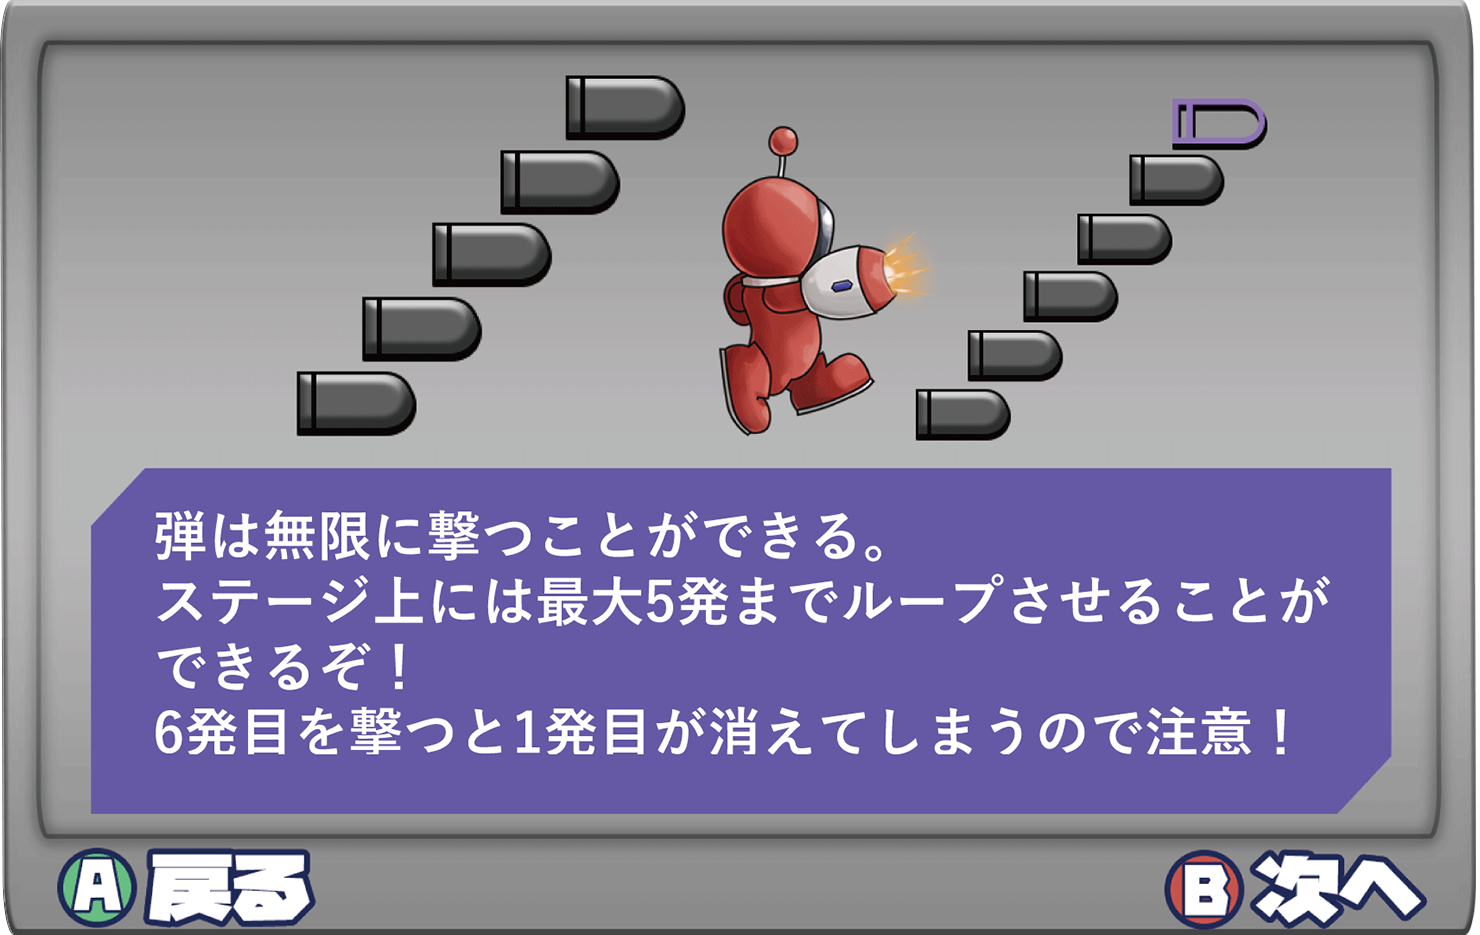 弾は無限に撃つことができる。
ステージ上には最大5発までループさせることが
できるぞ！
6発目を撃つと1発目が消えてしまうので注意！
A 戻る
B 次へ